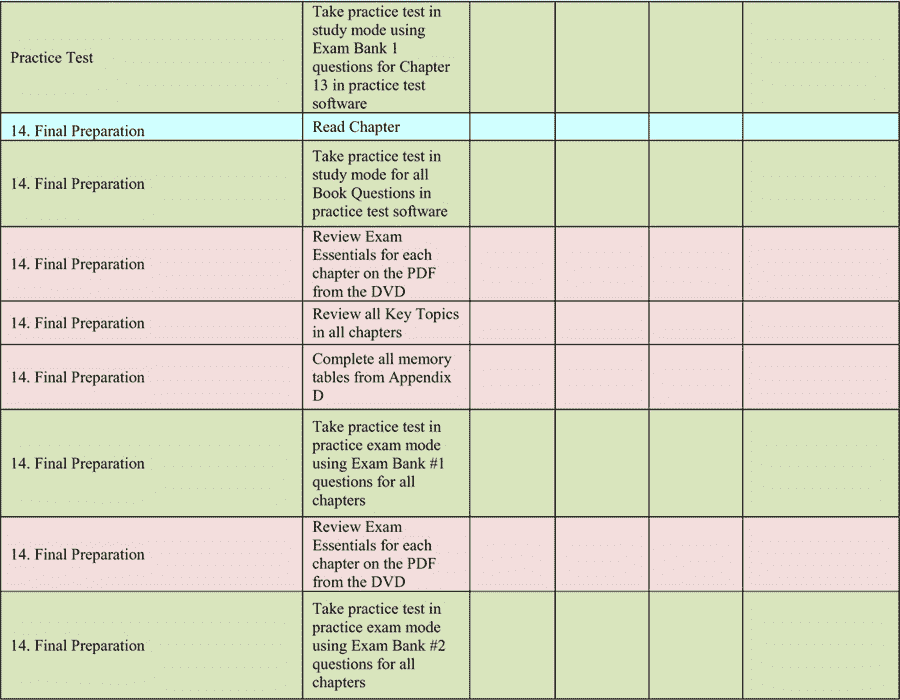 Practice Test
Take practice test in
study mode using
Exam Bank 1
questions for Chapter
13 in practice test
software
14. Final Preparation
Read Chapter
14. Final Preparation
Take practice test in
study mode for all
Book Questions in
practice test software
14. Final Preparation
Review Exam
Essentials for each
chapter on the PDF
from the DVD
14. Final Preparation
Review all Key Topics
in all chapters
14. Final Preparation
Complete all memory
tables from Appendix
D
14. Final Preparation
Take practice test in
practice exam mode
using Exam Bank #1
questions for all
chapters
14. Final Preparation
Review Exam
Essentials for each
chapter on the PDF
from the DVD
14. Final Preparation
Take practice test in
practice exam mode
using Exam Bank #2
questions for all
chapters